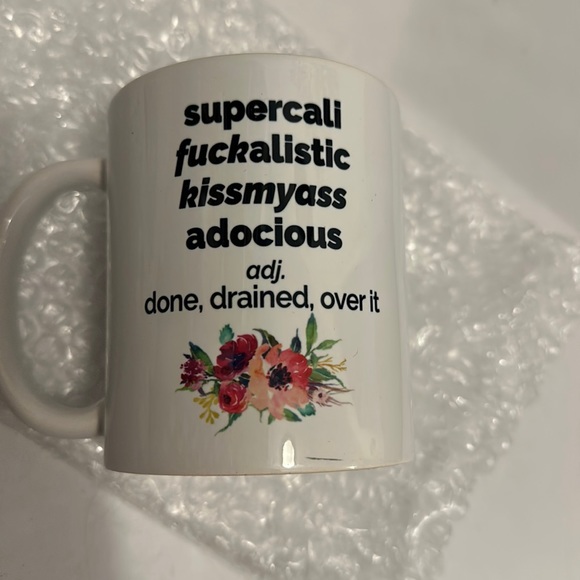 supercali
fuckalistic
kissmyass
adocious
adj.
done, drained, over it